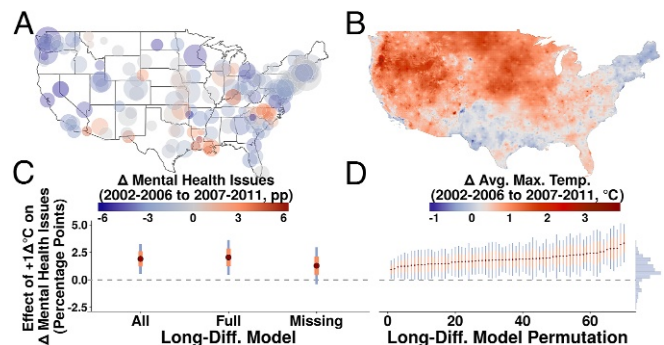 A
B
C
Δ Mental Health Issues
(2002-2006 to 2007-2011, pp)
-6 -3 0 3 6
D
Δ Avg. Max. Temp.
(2002-2006 to 2007-2011, °C)
-1 1 2 3
Effect of +1Δ°C on
Δ Mental Health Issues
(Percentage Points)
5.0
2.5
0.0
-2.5
All Full Missing
Long-Diff. Model
0 20 40 60
Long-Diff. Model Permutation